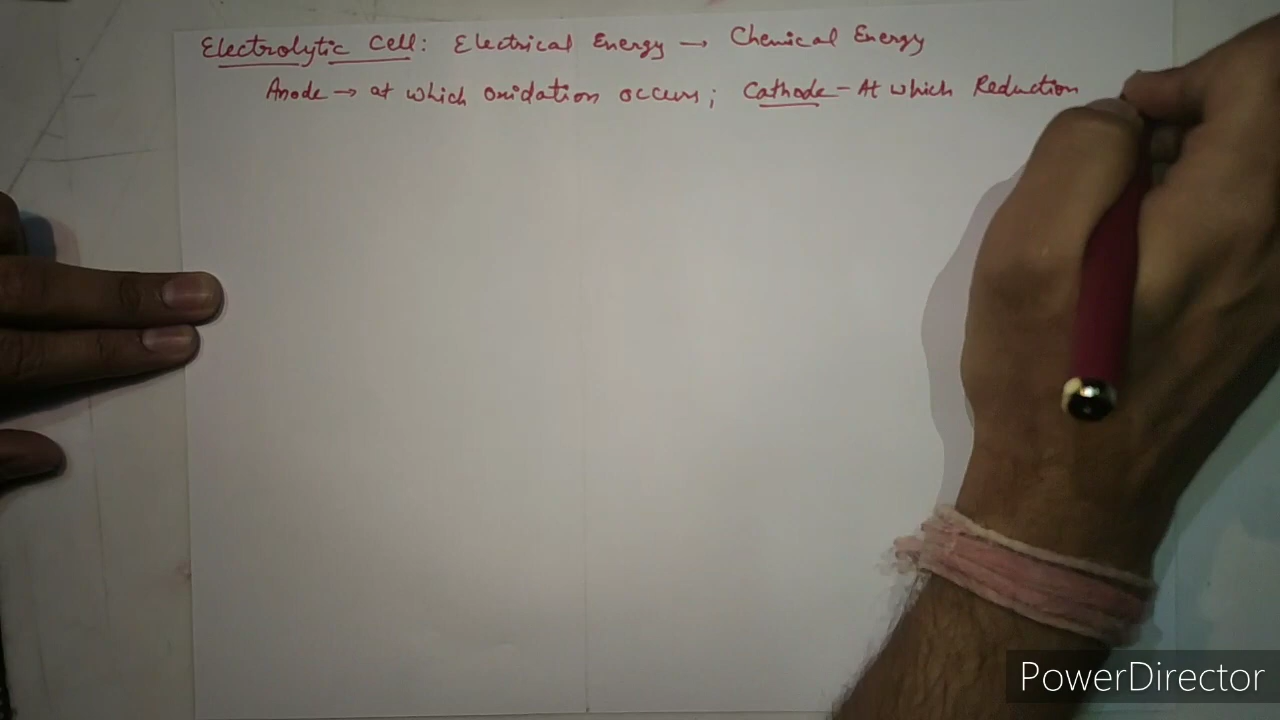 Electrolytic Cell: Electrical Energy → Chemical Energy
Anode → at which oxidation occurs; Cathode - At which Reduction
PowerDirector